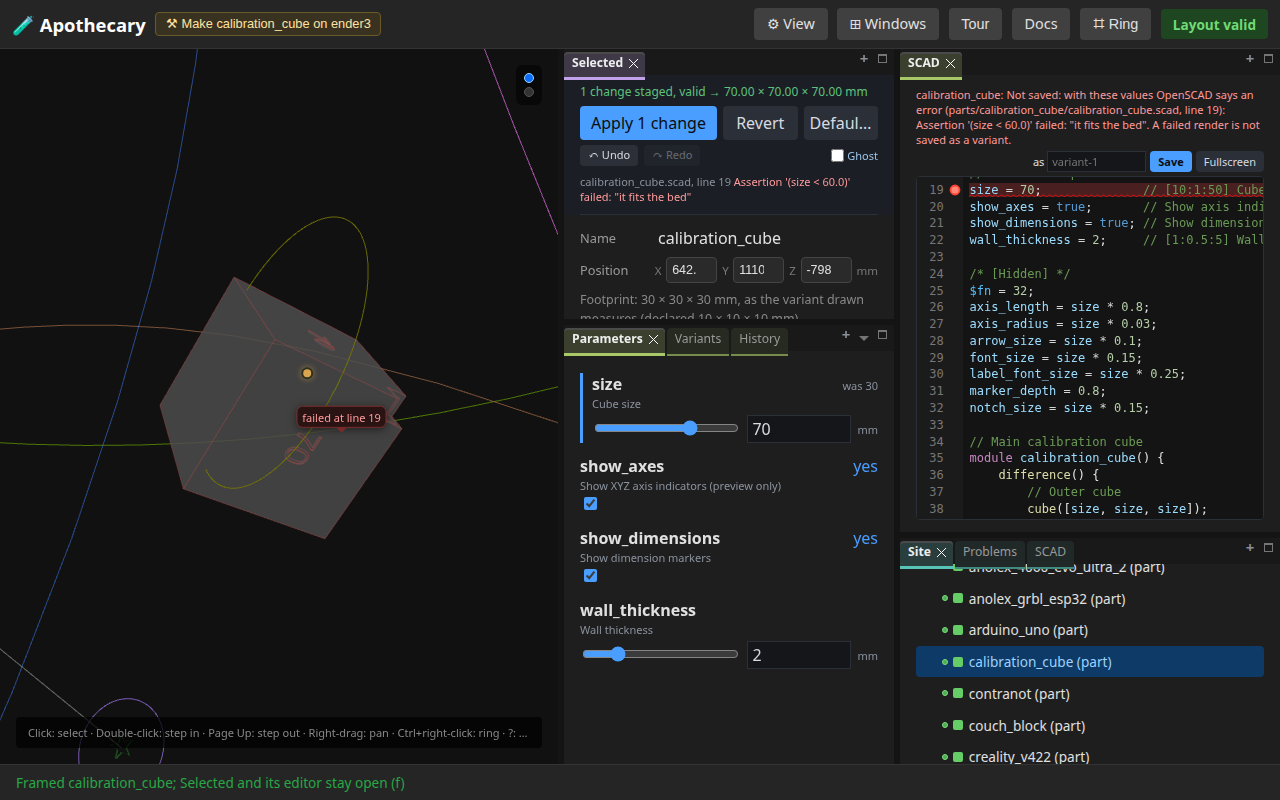 🧪 Apothecary
⚒ Make calibration_cube on ender3
⚙ View
⊞ Windows
Tour
Docs
⌗ Ring
Layout valid
failed at line 19
Click: select · Double-click: step in · Page Up: step out · Right-drag: pan · Ctrl+right-click: ring · ?: ...
Selected
1 change staged, valid → 70.00 × 70.00 × 70.00 mm
Apply 1 change
Revert
Defaul...
↶ Undo
↷ Redo
Ghost
calibration_cube.scad, line 19 Assertion '(size < 60.0)'
failed: "it fits the bed"
Name calibration_cube
Position X 642. Y 1110 Z -798 mm
Footprint: 30 × 30 × 30 mm, as the variant drawn
measures (declared 10 × 10 × 10 mm)
Parameters
Variants
History
size was 30
Cube size
70 mm
show_axes yes
Show XYZ axis indicators (preview only)
show_dimensions yes
Show dimension markers
wall_thickness
Wall thickness
2 mm
SCAD
calibration_cube: Not saved: with these values OpenSCAD says an
error (parts/calibration_cube/calibration_cube.scad, line 19):
Assertion '(size < 60.0)' failed: "it fits the bed". A failed render is not
saved as a variant.
as variant-1 Save Fullscreen
19 size = 70; // [10:1:50] Cube
20 show_axes = true; // Show axis indi
21 show_dimensions = true; // Show dimension
22 wall_thickness = 2; // [1:0.5:5] Wall
23
24 /* [Hidden] */
25 $fn = 32;
26 axis_length = size * 0.8;
27 axis_radius = size * 0.03;
28 arrow_size = size * 0.1;
29 font_size = size * 0.15;
30 label_font_size = size * 0.25;
31 marker_depth = 0.8;
32 notch_size = size * 0.15;
33
34 // Main calibration cube
35 module calibration_cube() {
36 difference() {
37 // Outer cube
38 cube([size, size, size]);
Site
Problems
SCAD
anolex_4060_evo_ultra_2 (part)
anolex_grbl_esp32 (part)
arduino_uno (part)
calibration_cube (part)
contranot (part)
couch_block (part)
creality_v422 (part)
Framed calibration_cube; Selected and its editor stay open (f)